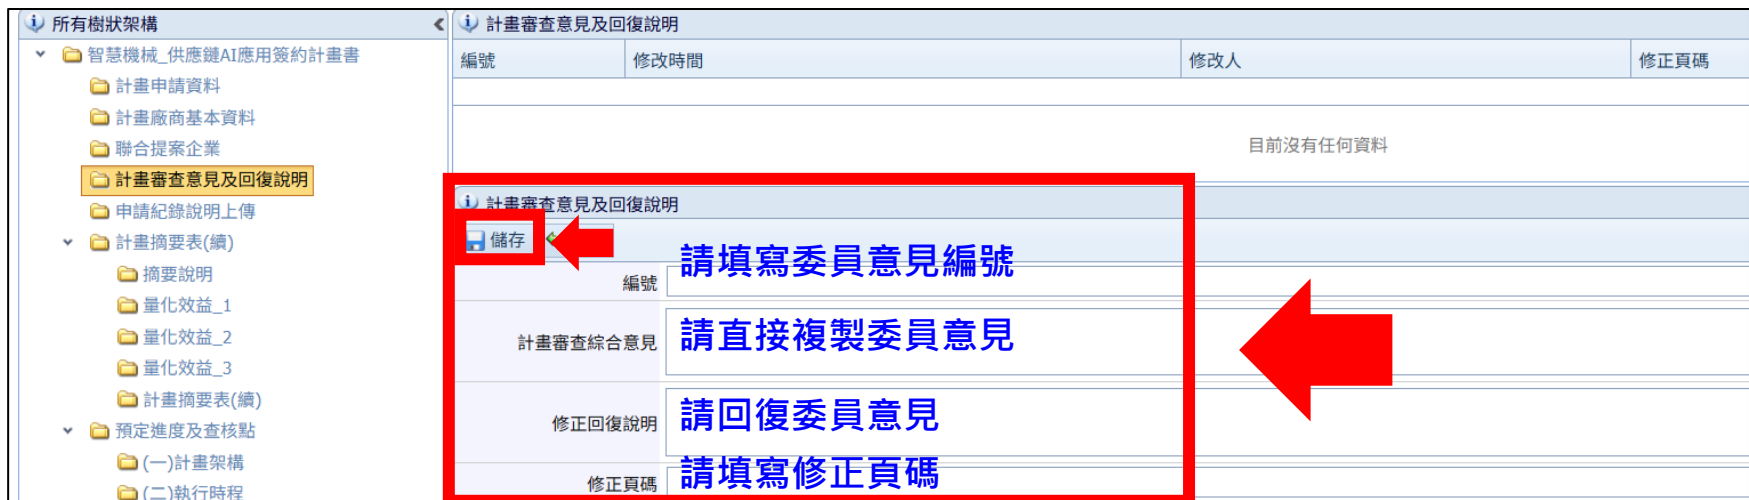 所有樹狀架構
智慧機械_供應鏈AI應用簽約計畫書
計畫申請資料
計畫廠商基本資料
聯合提案企業
計畫審查意見及回復說明
申請紀錄說明上傳
計畫摘要表(續)
摘要說明
量化效益_1
量化效益_2
量化效益_3
計畫摘要表(續)
預定進度及查核點
(一)計畫架構
(二)執行時程
計畫審查意見及回復說明
編號 修改時間 修改人 修正頁碼
目前沒有任何資料
計畫審查意見及回復說明
儲存
編號 請填寫委員意見編號
計畫審查綜合意見 請直接複製委員意見
修正回復說明 請回復委員意見
修正頁碼 請填寫修正頁碼